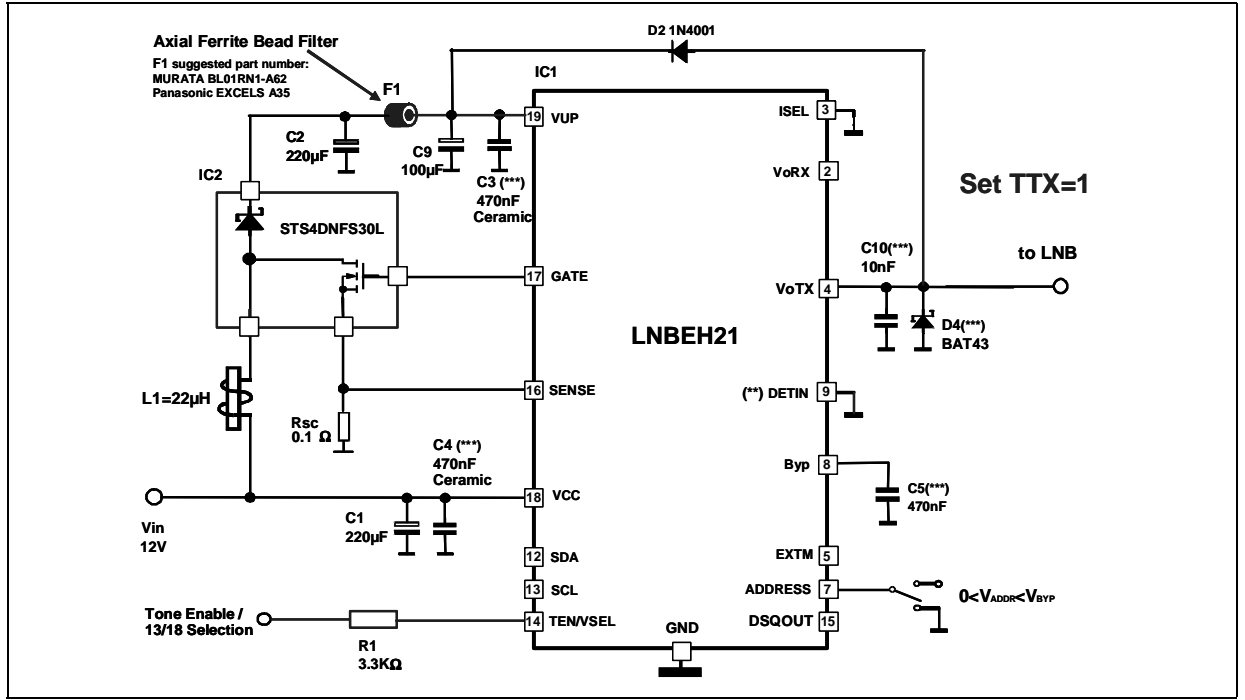 Axial Ferrite Bead Filter
F1 suggested part number:
MURATA BL01RN1-A62
Panasonic EXCELS A35
F1
D2 1N4001
IC1
C2
220µF
C9
100µF
C3 (***)
470nF
Ceramic
19 VUP
ISEL 3
VoRX 2
Set TTX=1
IC2
STS4DNFS30L
17 GATE
C10(***)
10nF
to LNB
VoTX 4
D4(***)
BAT43
LNBEH21
L1=22µH
16 SENSE
(**) DETIN 9
Rsc
0.1 Ω
C4 (***)
470nF
Ceramic
Byp 8
C5(***)
470nF
18 VCC
Vin
12V
C1
220µF
12 SDA
EXTM 5
13 SCL
ADDRESS 7
0<VADDR<VBYP
Tone Enable /
13/18 Selection
14 TEN/VSEL
DSQOUT 15
R1
3.3KΩ
GND